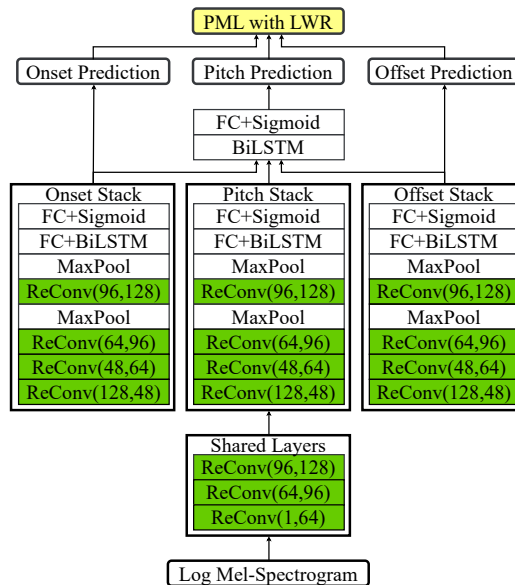 PML with LWR
Onset Prediction
Pitch Prediction
Offset Prediction
FC+Sigmoid
BiLSTM
Onset Stack
FC+Sigmoid
FC+BiLSTM
MaxPool
ReConv(96,128)
MaxPool
ReConv(64,96)
ReConv(48,64)
ReConv(128,48)
Pitch Stack
FC+Sigmoid
FC+BiLSTM
MaxPool
ReConv(96,128)
MaxPool
ReConv(64,96)
ReConv(48,64)
ReConv(128,48)
Offset Stack
FC+Sigmoid
FC+BiLSTM
MaxPool
ReConv(96,128)
MaxPool
ReConv(64,96)
ReConv(48,64)
ReConv(128,48)
Shared Layers
ReConv(96,128)
ReConv(64,96)
ReConv(1,64)
Log Mel-Spectrogram